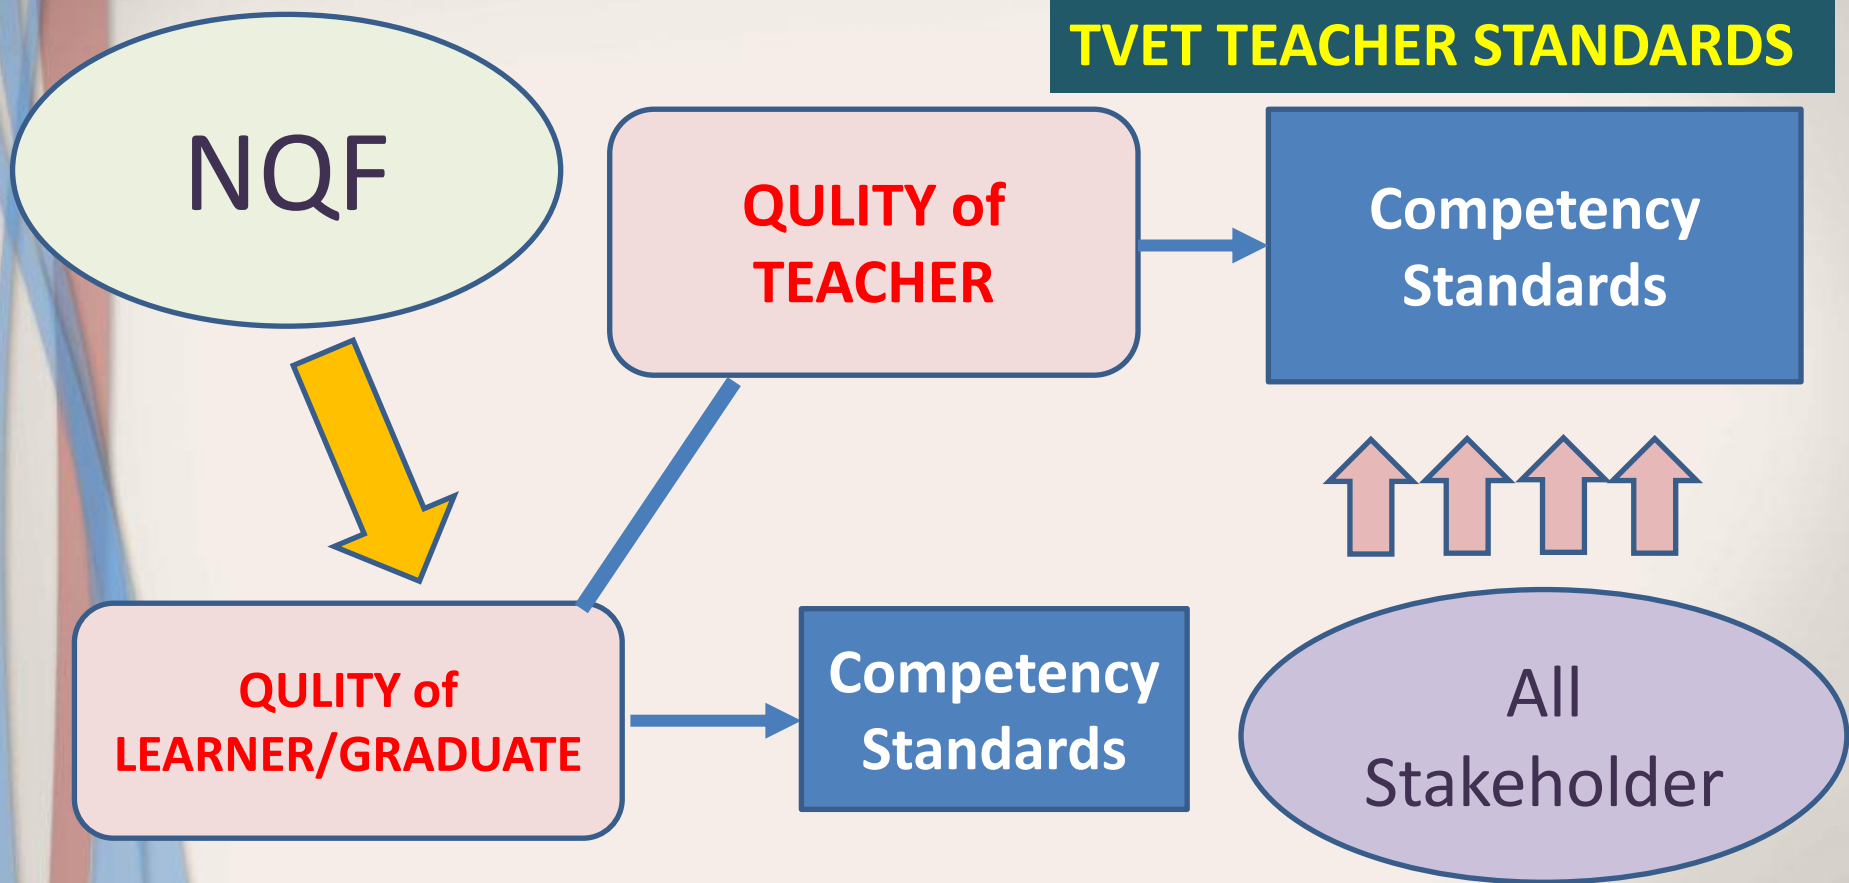 TVET TEACHER STANDARDS
NQF
QULITY of
TEACHER
Competency
Standards
QULITY of
LEARNER/GRADUATE
Competency
Standards
All
Stakeholder